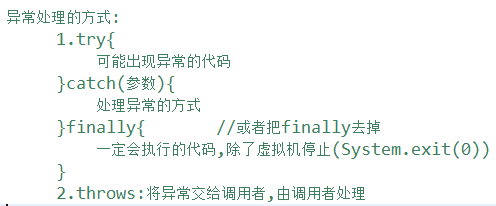 异常处理的方式:
1.try{
可能出现异常的代码
}catch(参数){
处理异常的方式
}finally{ //或者把finally去掉
一定会执行的代码,除了虚拟机停止(System.exit(0))
}
2.throws:将异常交给调用者,由调用者处理